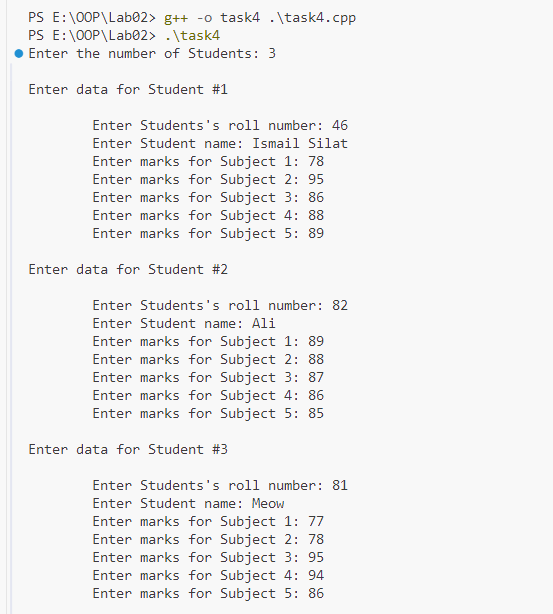 PS E:\OOP\Lab02> g++ -o task4 .\task4.cpp
PS E:\OOP\Lab02> .\task4
Enter the number of Students: 3
Enter data for Student #1
Enter Students's roll number: 46
Enter Student name: Ismail Silat
Enter marks for Subject 1: 78
Enter marks for Subject 2: 95
Enter marks for Subject 3: 86
Enter marks for Subject 4: 88
Enter marks for Subject 5: 89
Enter data for Student #2
Enter Students's roll number: 82
Enter Student name: Ali
Enter marks for Subject 1: 89
Enter marks for Subject 2: 88
Enter marks for Subject 3: 87
Enter marks for Subject 4: 86
Enter marks for Subject 5: 85
Enter data for Student #3
Enter Students's roll number: 81
Enter Student name: Meow
Enter marks for Subject 1: 77
Enter marks for Subject 2: 78
Enter marks for Subject 3: 95
Enter marks for Subject 4: 94
Enter marks for Subject 5: 86